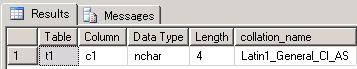 Results Messages
Table Column Data Type Length collation_name
1 t1 c1 nchar 4 Latin1_General_CI_AS